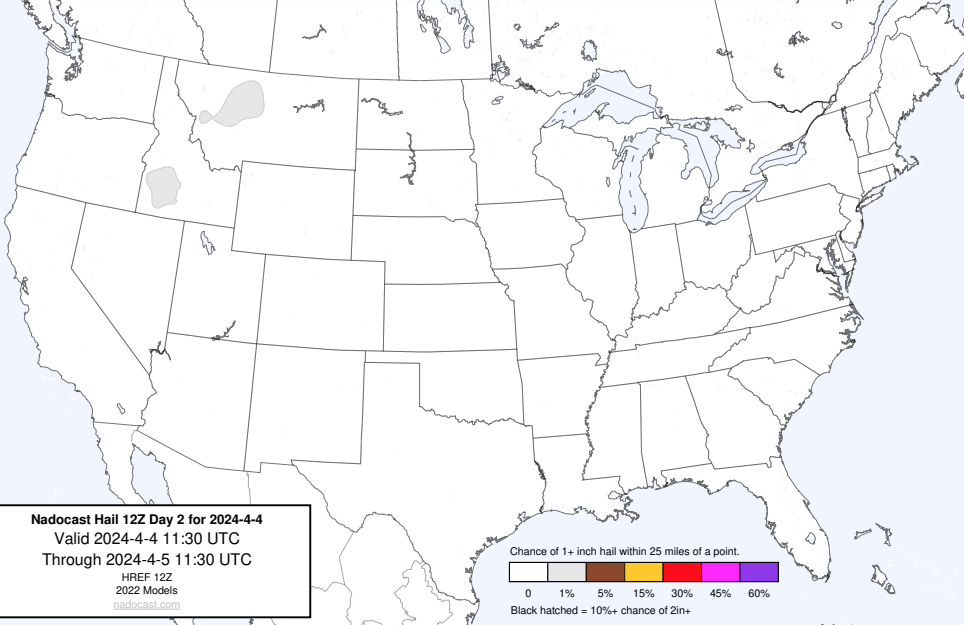 Nadocast Hail 12Z Day 2 for 2024-4-4
Valid 2024-4-4 11:30 UTC
Through 2024-4-5 11:30 UTC
HREF 12Z
2022 Models
nadocast.com
Chance of 1+ inch hail within 25 miles of a point.
0 1% 5% 15% 30% 45% 60%
Black hatched = 10%+ chance of 2in+